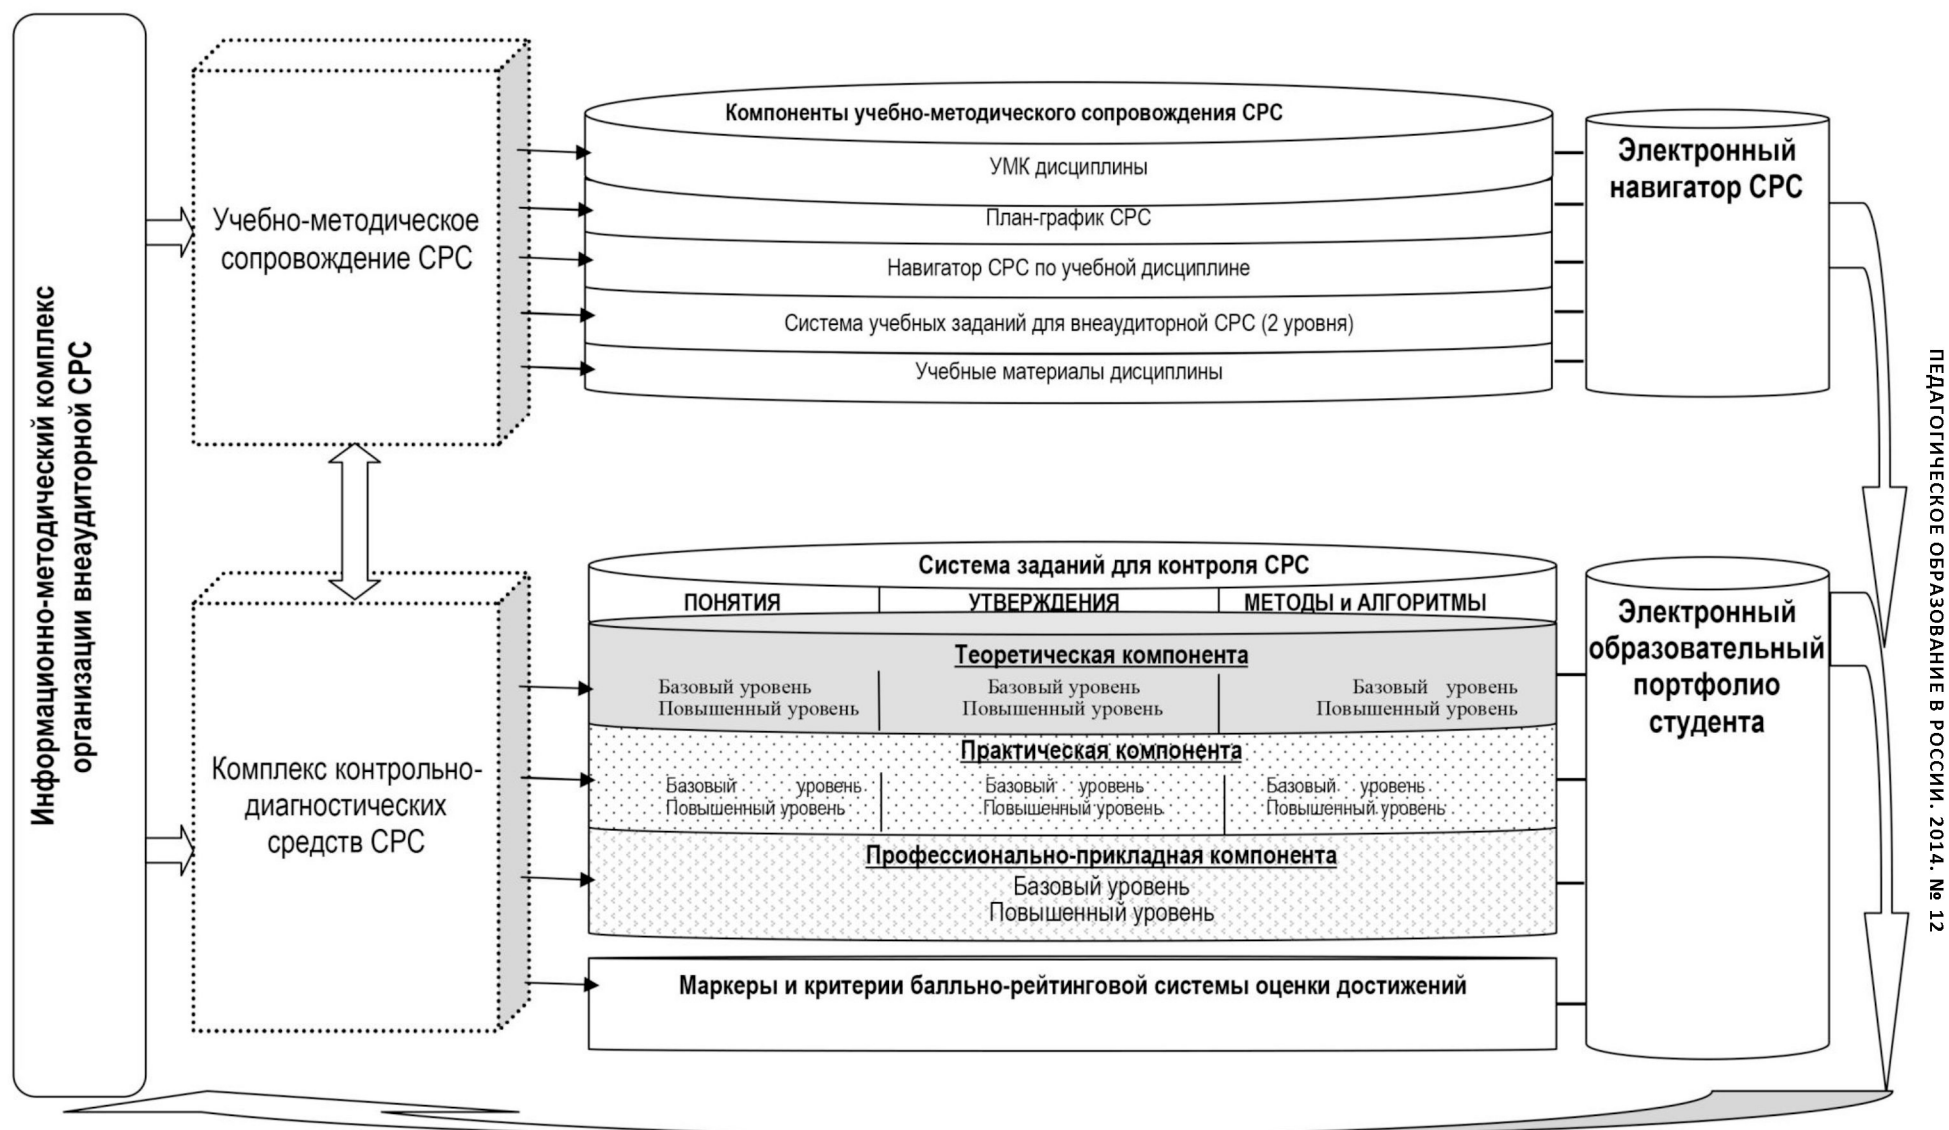 Информационно-методический комплекс
организации внеаудиторной СРС
Учебно-методическое
сопровождение СРС
Компоненты учебно-методического сопровождения СРС
УМК дисциплины
План-график СРС
Навигатор СРС по учебной дисциплине
Система учебных заданий для внеаудиторной СРС (2 уровня)
Учебные материалы дисциплины
Электронный
навигатор СРС
Комплекс контрольно-
диагностических
средств СРС
Система заданий для контроля СРС
ПОНЯТИЯ УТВЕРЖДЕНИЯ МЕТОДЫ и АЛГОРИТМЫ
Теоретическая компонента
Базовый уровень Базовый уровень Базовый уровень
Повышенный уровень Повышенный уровень Повышенный уровень
Практическая компонента
Базовый уровень Базовый уровень Базовый уровень
Повышенный уровень Повышенный уровень Повышенный уровень
Профессионально-прикладная компонента
Базовый уровень
Повышенный уровень
Маркеры и критерии балльно-рейтинговой системы оценки достижений
Электронный
образовательный
портфолио
студента
ПЕДАГОГИЧЕСКОЕ ОБРАЗОВАНИЕ В РОССИИ. 2014. № 12